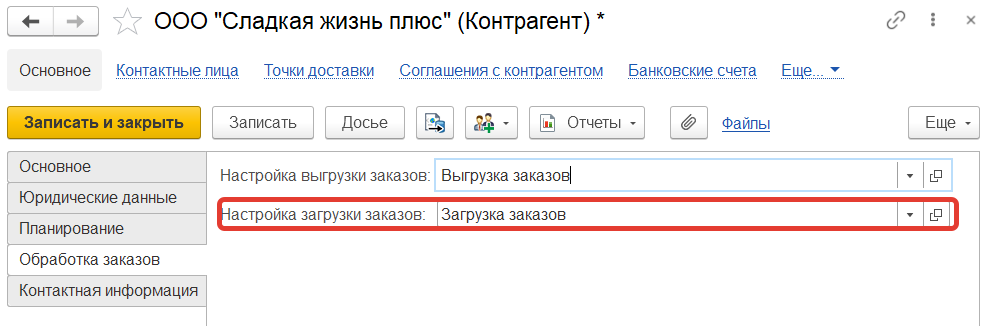 ООО "Сладкая жизнь плюс" (Контрагент) *
Основное Контактные лица Точки доставки Соглашения с контрагентом Банковские счета Еще...
Записать и закрыть Записать Досье Отчеты Файлы Еще
Основное
Юридические данные
Планирование
Обработка заказов
Контактная информация
Настройка выгрузки заказов: Выгрузка заказов
Настройка загрузки заказов: Загрузка заказов